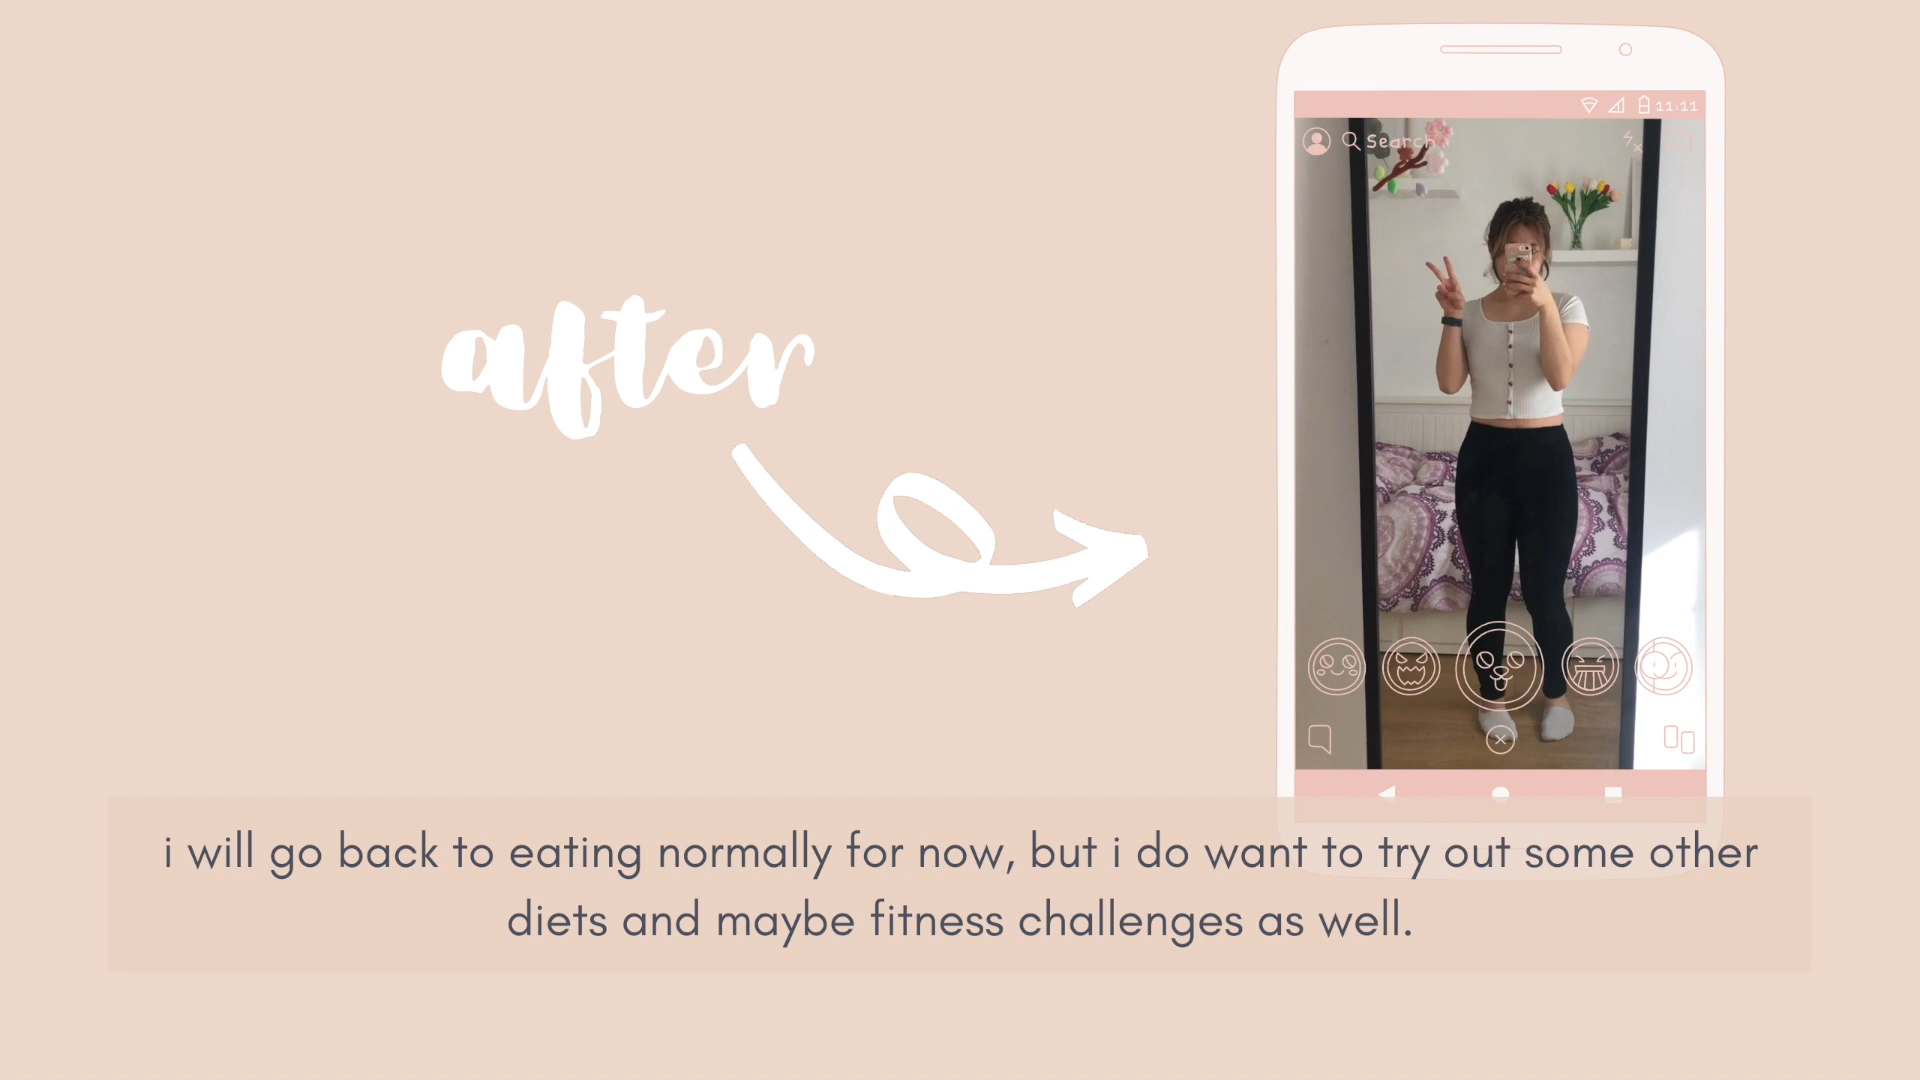 11:11
Search
after
i will go back to eating normally for now, but i do want to try out some other
diets and maybe fitness challenges as well.